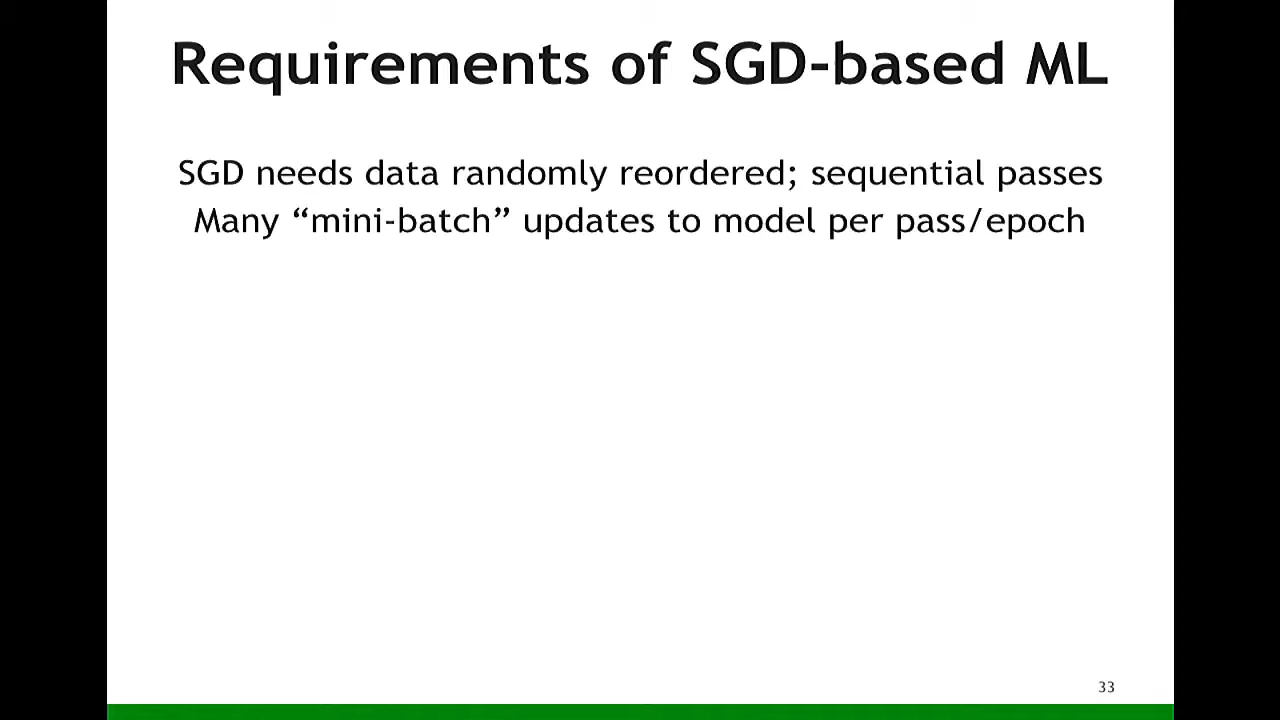 Requirements of SGD-based ML
SGD needs data randomly reordered; sequential passes
Many “mini-batch” updates to model per pass/epoch
33